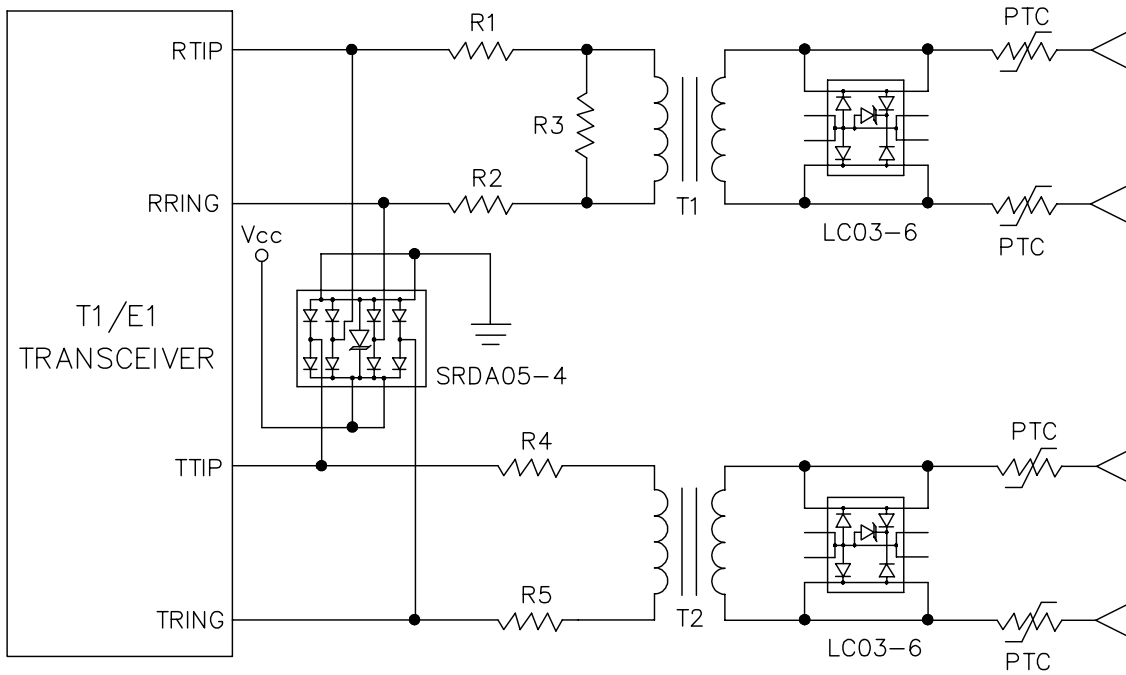 PTC
R1
RTIP
R3
R2
RRING
T1
LC03-6
PTC
Vcc
T1/E1
TRANSCEIVER
SRDA05-4
PTC
R4
TTIP
R5
TRING
T2
LC03-6
PTC